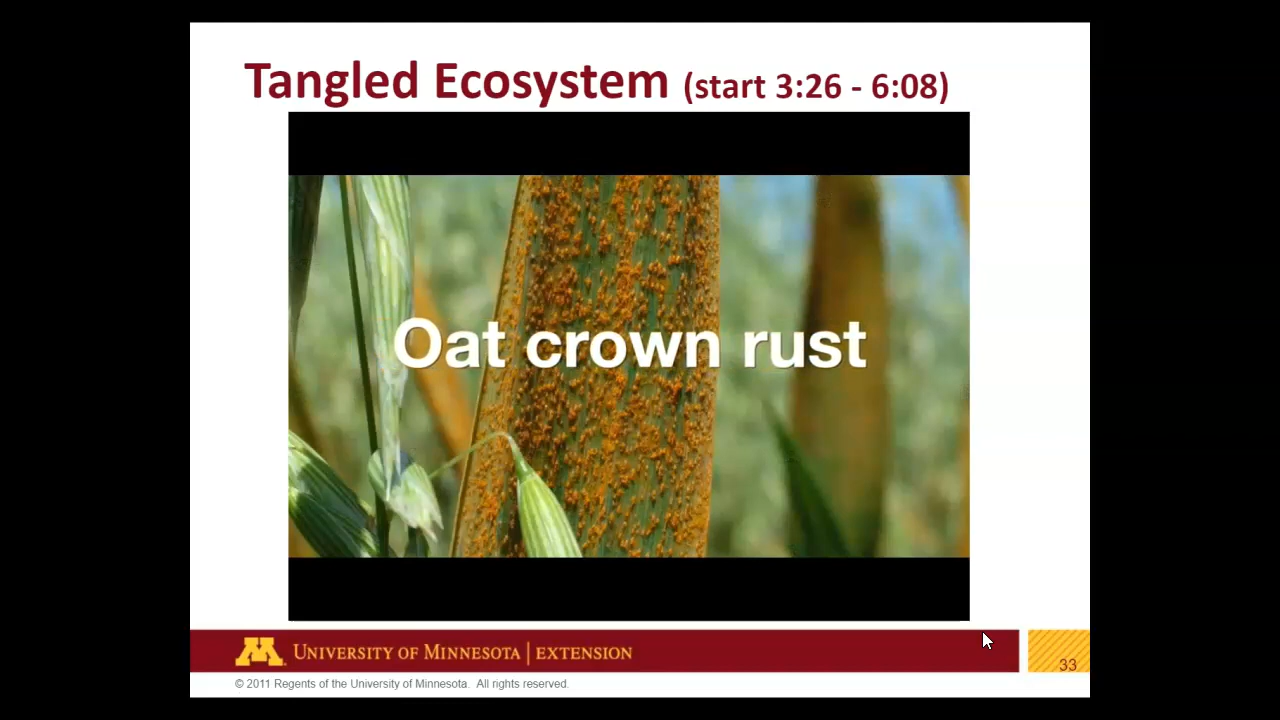 Tangled Ecosystem (start 3:26 - 6:08)
Oat crown rust
UNIVERSITY OF MINNESOTA | EXTENSION
33
© 2011 Regents of the University of Minnesota. All rights reserved.